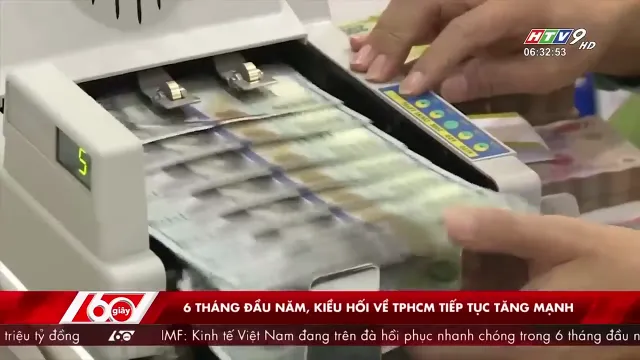 HTV9 HD
06:32:53
5
60 giây
6 THÁNG ĐẦU NĂM, KIỀU HỐI VỀ TPHCM TIẾP TỤC TĂNG MẠNH
triệu tỷ đồng 60 IMF: Kinh tế Việt Nam đang trên đà hồi phục nhanh chóng trong 6 tháng đầu n